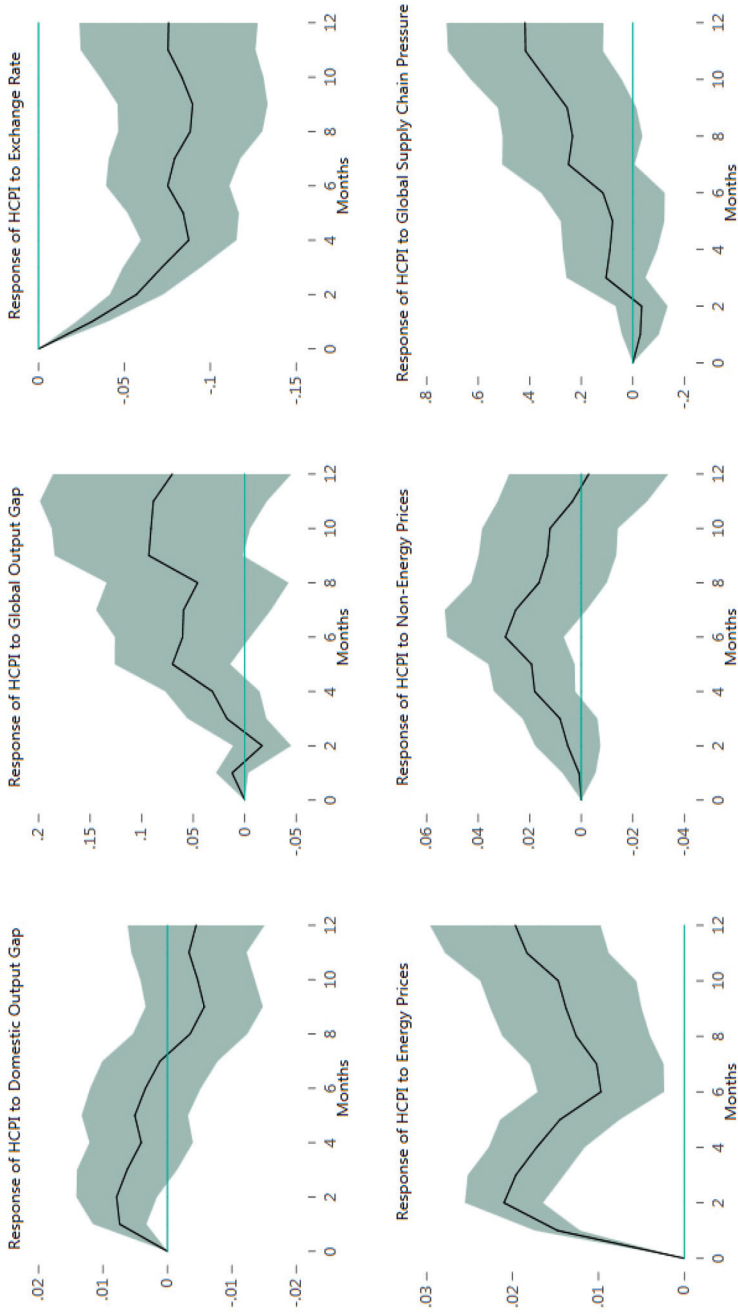 Response of HCPI to Domestic Output Gap
.02
.01
0
-.01
-.02
0 2 4 6 8 10 12
Months
Response of HCPI to Global Output Gap
.2
.15
.1
.05
0
-.05
0 2 4 6 8 10 12
Months
Response of HCPI to Exchange Rate
0
-.05
-.1
-.15
0 2 4 6 8 10 12
Months
Response of HCPI to Energy Prices
.03
.02
.01
0
0 2 4 6 8 10 12
Months
Response of HCPI to Non-Energy Prices
.06
.04
.02
0
-.02
-.04
0 2 4 6 8 10 12
Months
Response of HCPI to Global Supply Chain Pressure
.8
.6
.4
.2
0
-.2
0 2 4 6 8 10 12
Months